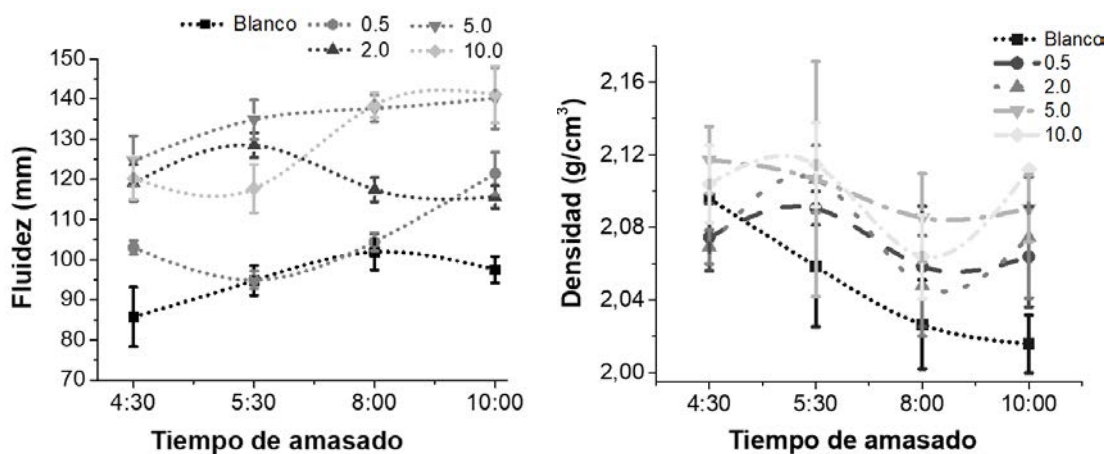 Blanco 0.5 5.0
2.0 10.0
150
140
130
120
110
100
90
80
70
Fluidez (mm)
4:30 5:30 8:00 10:00
Tiempo de amasado
Blanco
0.5
2.0
5.0
10.0
2,16
2,12
2,08
2,04
2,00
Densidad (g/cm³)
4:30 5:30 8:00 10:00
Tiempo de amasado